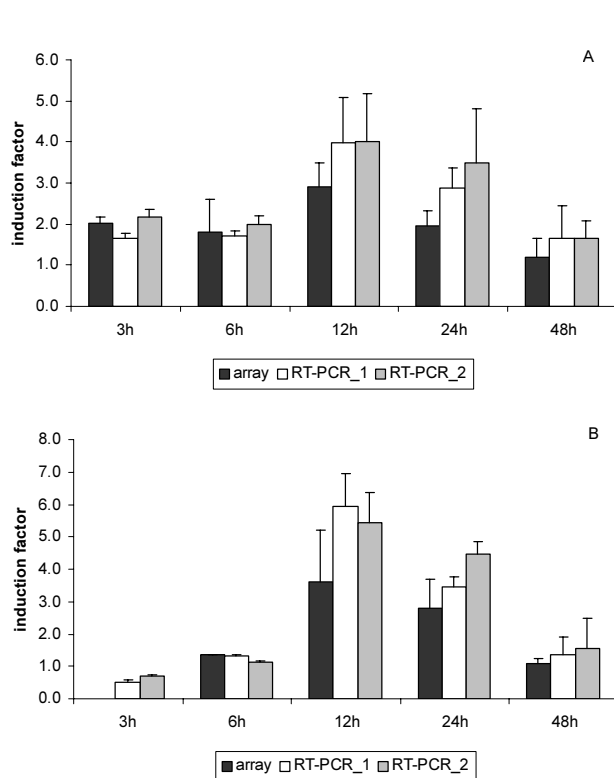 A
6.0
5.0
4.0
3.0
2.0
1.0
0.0
induction factor
3h 6h 12h 24h 48h
array RT-PCR_1 RT-PCR_2
B
8.0
7.0
6.0
5.0
4.0
3.0
2.0
1.0
0.0
induction factor
3h 6h 12h 24h 48h
array RT-PCR_1 RT-PCR_2